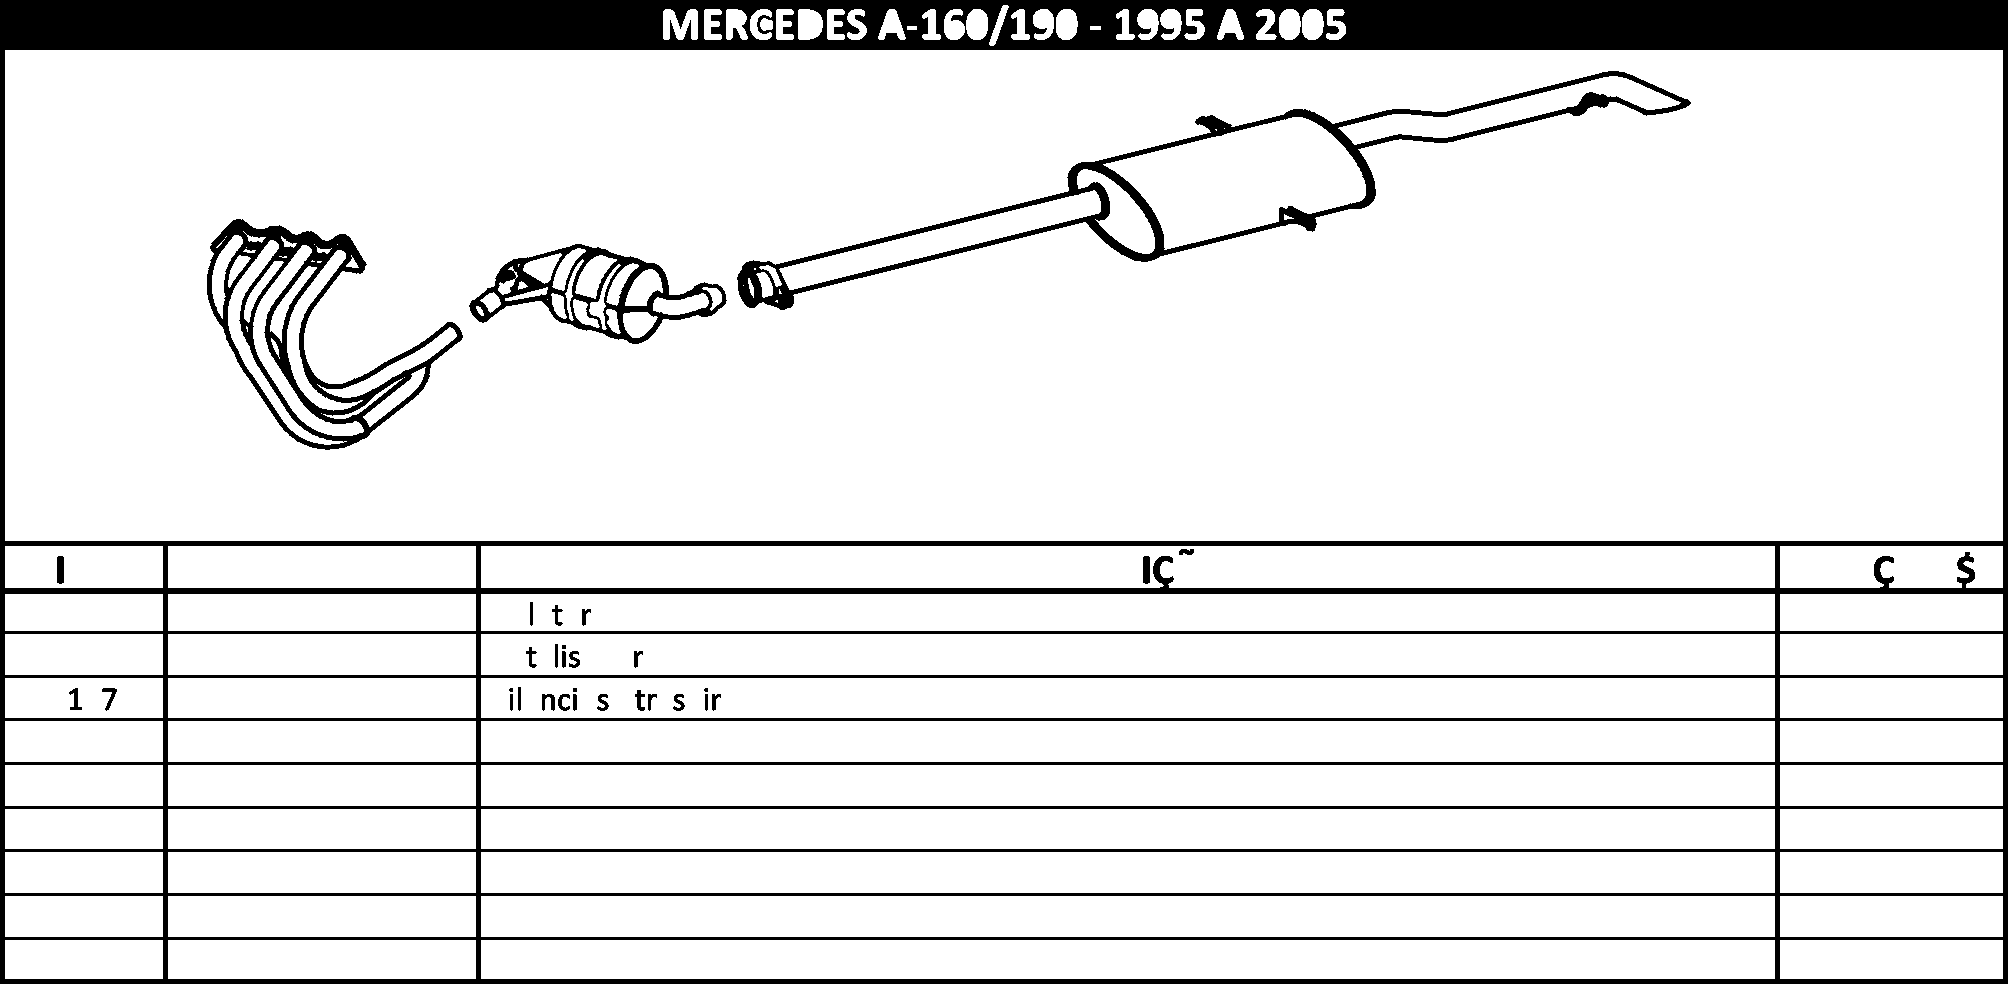 MERCEDES A-160/190 - 1995 A 2005
I IÇ˜ Ç $
l t r
t lis r
1 7 il nci s tr s ir